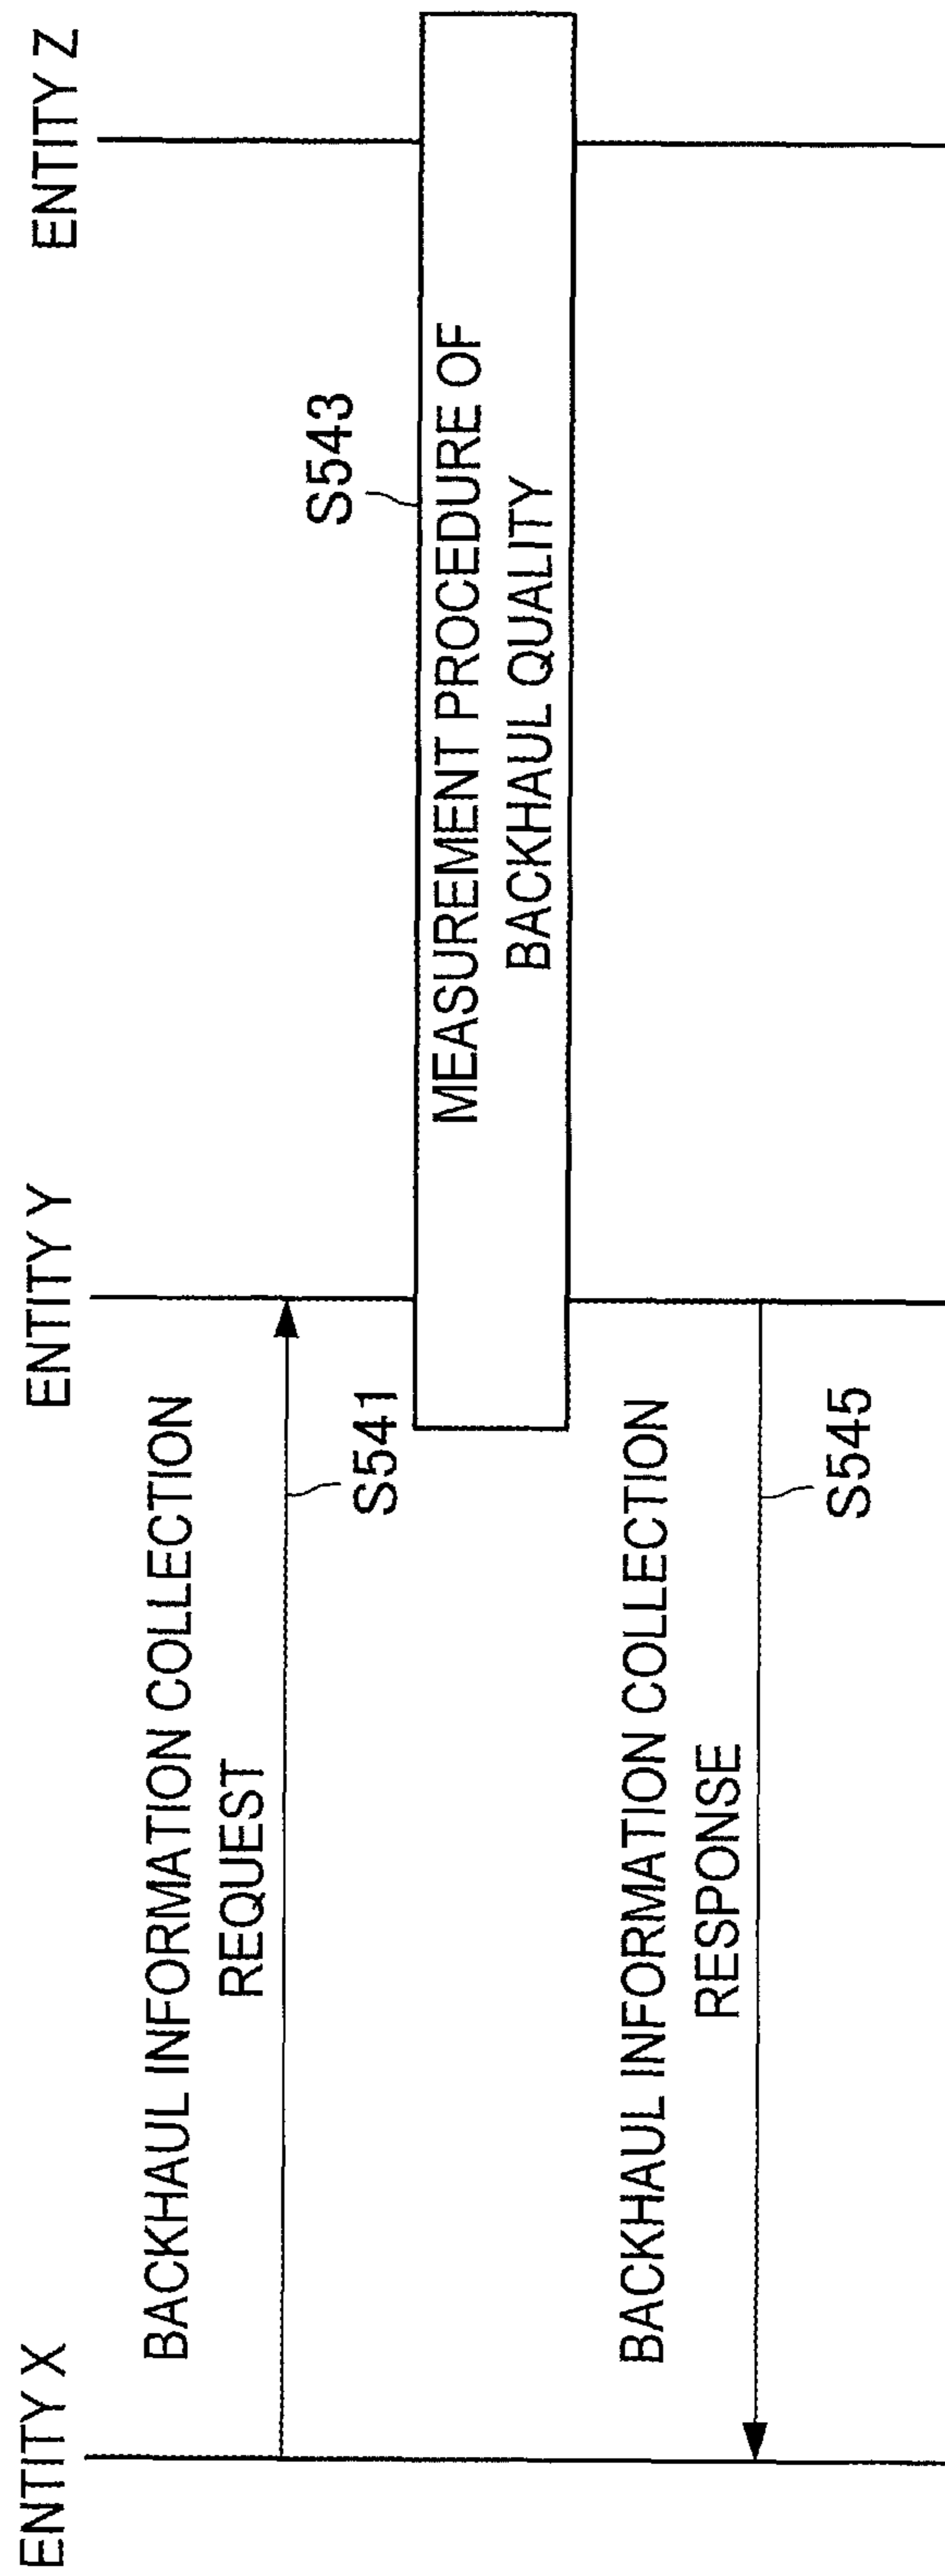 ENTITY X
ENTITY Y
ENTITY Z
BACKHAUL INFORMATION COLLECTION
REQUEST
S541
S543
MEASUREMENT PROCEDURE OF
BACKHAUL QUALITY
BACKHAUL INFORMATION COLLECTION
RESPONSE
S545